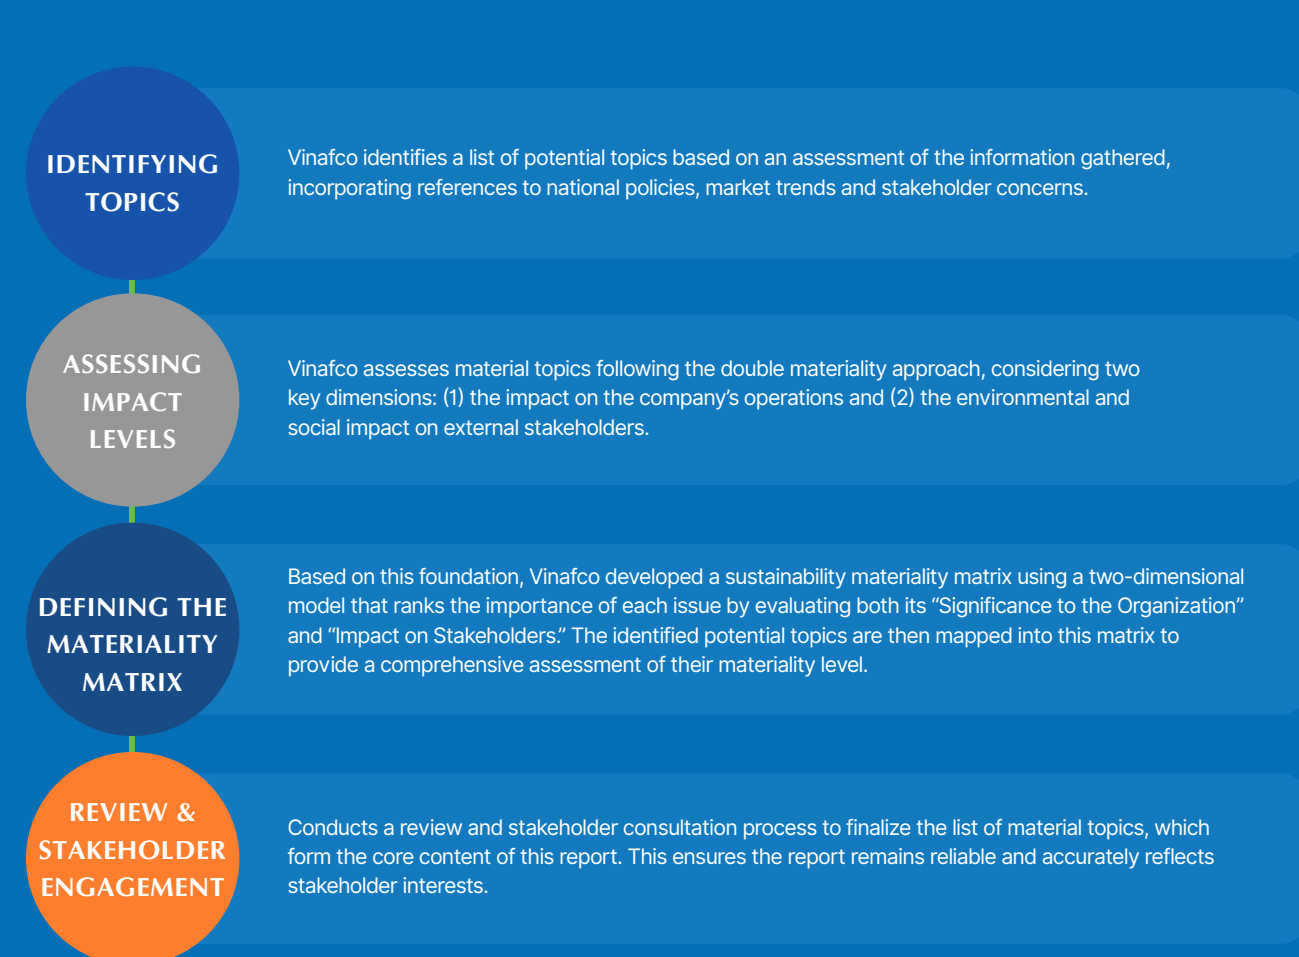 IDENTIFYING
TOPICS
Vinafco identifies a list of potential topics based on an assessment of the information gathered,
incorporating references to national policies, market trends and stakeholder concerns.
ASSESSING
IMPACT
LEVELS
Vinafco assesses material topics following the double materiality approach, considering two
key dimensions: (1) the impact on the company’s operations and (2) the environmental and
social impact on external stakeholders.
DEFINING THE
MATERIALITY
MATRIX
Based on this foundation, Vinafco developed a sustainability materiality matrix using a two-dimensional
model that ranks the importance of each issue by evaluating both its “Significance to the Organization”
and “Impact on Stakeholders.” The identified potential topics are then mapped into this matrix to
provide a comprehensive assessment of their materiality level.
REVIEW &
STAKEHOLDER
ENGAGEMENT
Conducts a review and stakeholder consultation process to finalize the list of material topics, which
form the core content of this report. This ensures the report remains reliable and accurately reflects
stakeholder interests.